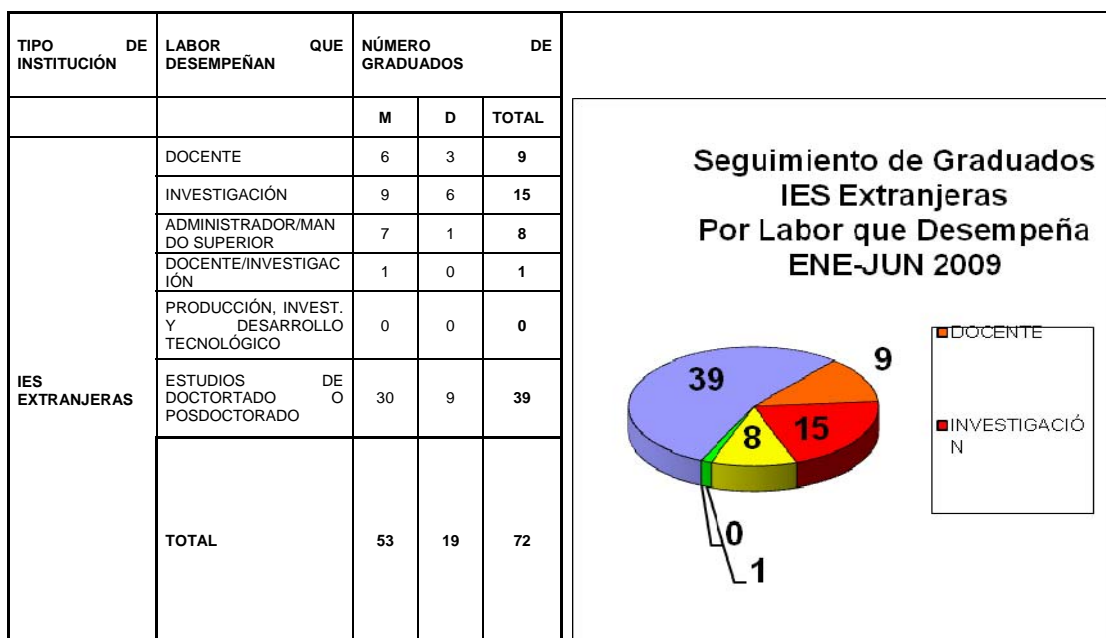 TIPO DE
INSTITUCIÓN
LABOR QUE
DESEMPEÑAN
NÚMERO DE
GRADUADOS
M D TOTAL
IES
EXTRANJERAS
DOCENTE 6 3 9
INVESTIGACIÓN 9 6 15
ADMINISTRADOR/MAN
DO SUPERIOR 7 1 8
DOCENTE/INVESTIGAC
IÓN 1 0 1
PRODUCCIÓN, INVEST.
Y DESARROLLO
TECNOLÓGICO 0 0 0
ESTUDIOS DE
DOCTORTADO O
POSDOCTORADO 30 9 39
TOTAL 53 19 72
Seguimiento de Graduados
IES Extranjeras
Por Labor que Desempeña
ENE-JUN 2009
39
9
15
8
0
1
DOCENTE
INVESTIGACIÓ
N